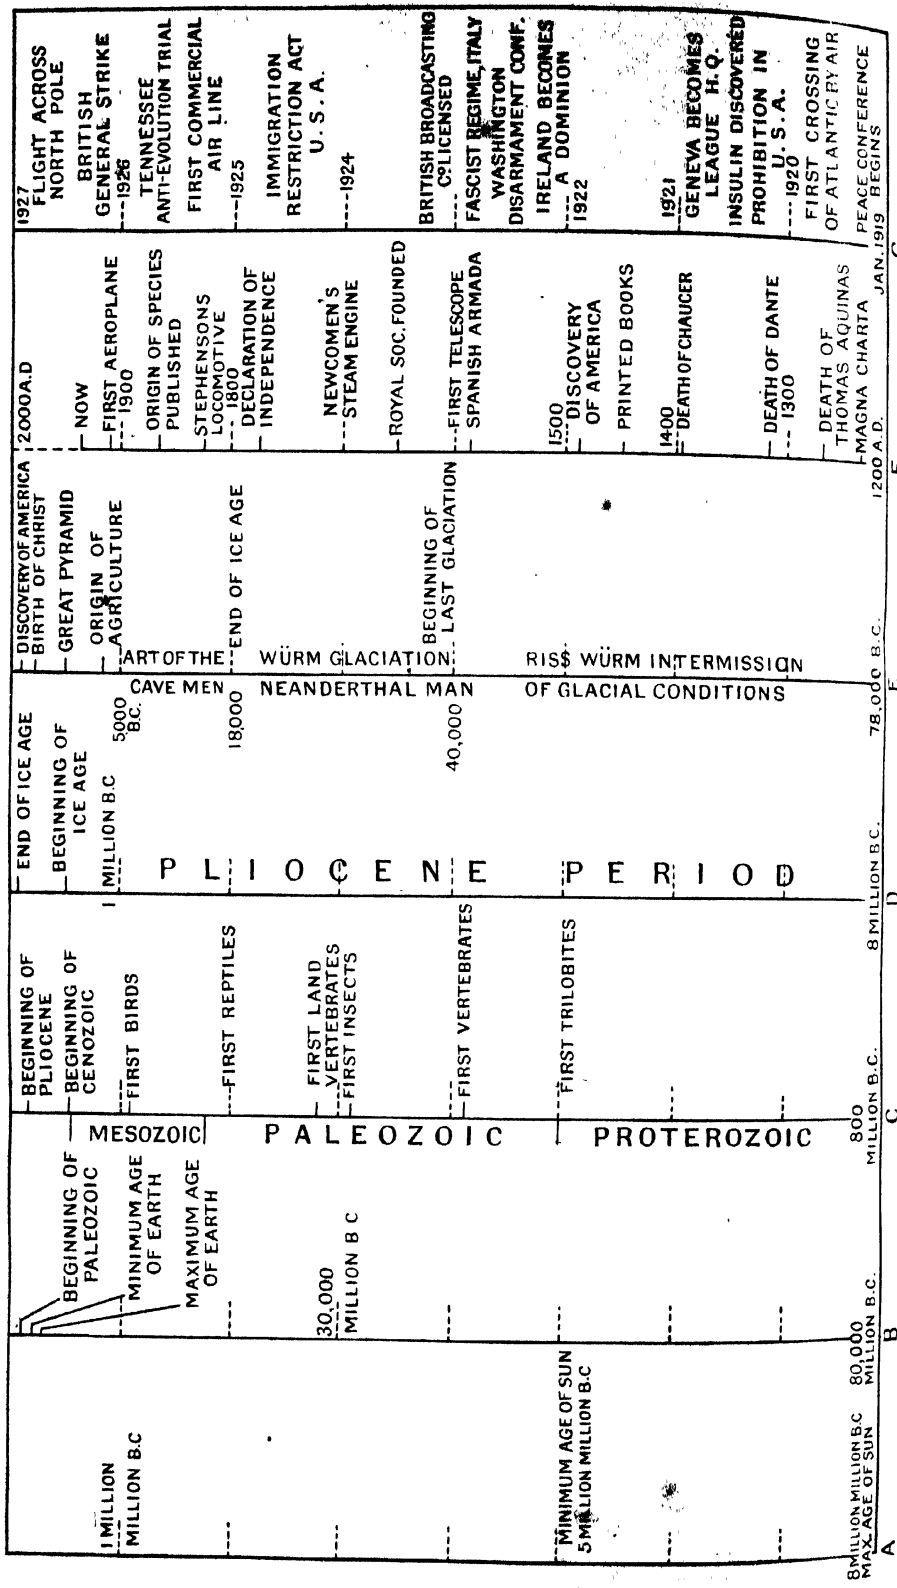 1927
FLIGHT ACROSS
NORTH POLE
BRITISH
GENERAL STRIKE
1926
TENNESSEE
ANTI-EVOLUTION TRIAL
FIRST COMMERCIAL
AIR LINE
1925
IMMIGRATION
RESTRICTION ACT
U. S. A.
1924
BRITISH BROADCASTING
CO. LICENSED
FASCIST REGIME, ITALY
WASHINGTON
DISARMAMENT CONF.
IRELAND BECOMES
A DOMINION
1922
1921
GENEVA BECOMES
LEAGUE H.Q.
INSULIN DISCOVERED
PROHIBITION IN
U. S. A.
1920
FIRST CROSSING
OF ATLANTIC BY AIR
PEACE CONFERENCE
BEGINS
JAN. 1919
2000 A.D
NOW
FIRST AEROPLANE
1900
ORIGIN OF SPECIES
PUBLISHED
STEPHENSONS
LOCOMOTIVE
1800
DECLARATION OF
INDEPENDENCE
NEWCOMEN'S
STEAM ENGINE
ROYAL SOC. FOUNDED
FIRST TELESCOPE
SPANISH ARMADA
1500
DISCOVERY
OF AMERICA
PRINTED BOOKS
1400
DEATH OF CHAUCER
DEATH OF DANTE
1300
DEATH OF
THOMAS AQUINAS
MAGNA CHARTA
1200 A.D.
DISCOVERY OF AMERICA
BIRTH OF CHRIST
GREAT PYRAMID
ORIGIN OF
AGRICULTURE
END OF ICE AGE
BEGINNING OF
LAST GLACIATION
ART OF THE
CAVE MEN
WÜRM GLACIATION
NEANDERTHAL MAN
RISS WÜRM INTERMISSION
OF GLACIAL CONDITIONS
5000
B.C.
18,000
40,000
78,000 B.C.
E
END OF ICE AGE
BEGINNING OF
ICE AGE
1 MILLION B.C
PLIOCENE PERIOD
8 MILLION B.C.
D
BEGINNING OF
PLIOCENE
BEGINNING OF
CENOZOIC
FIRST BIRDS
FIRST REPTILES
FIRST LAND
VERTEBRATES
FIRST INSECTS
FIRST VERTEBRATES
FIRST TRILOBITES
MESOZOIC
PALEOZOIC
PROTEROZOIC
800
MILLION B.C.
C
BEGINNING OF
PALEOZOIC
MINIMUM AGE
OF EARTH
MAXIMUM AGE
OF EARTH
30,000
MILLION B C
80,000
MILLION B.C.
B
1 MILLION
MILLION B.C
MINIMUM AGE OF SUN
5 MILLION MILLION B.C
8 MILLION MILLION B.C
MAX. AGE OF SUN
A